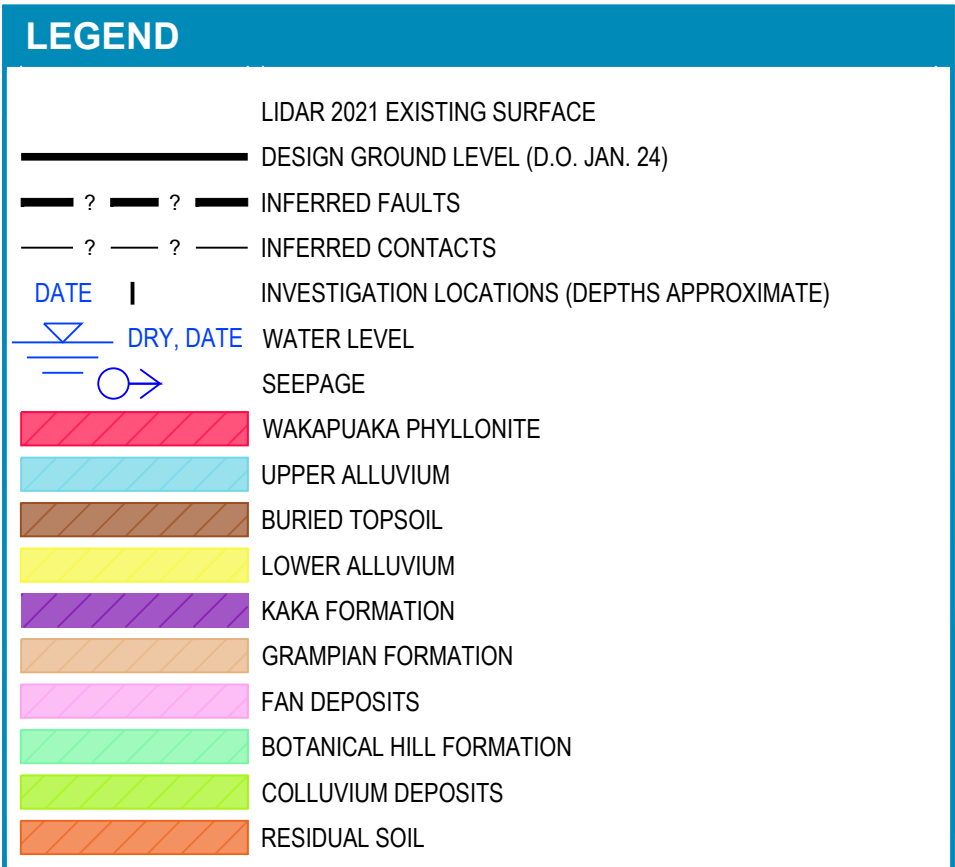 LEGEND
LIDAR 2021 EXISTING SURFACE
DESIGN GROUND LEVEL (D.O. JAN. 24)
? ? INFERRED FAULTS
? ? INFERRED CONTACTS
DATE INVESTIGATION LOCATIONS (DEPTHS APPROXIMATE)
DRY, DATE WATER LEVEL
SEEPAGE
WAKAPUAKA PHYLLONITE
UPPER ALLUVIUM
BURIED TOPSOIL
LOWER ALLUVIUM
KAKA FORMATION
GRAMPIAN FORMATION
FAN DEPOSITS
BOTANICAL HILL FORMATION
COLLUVIUM DEPOSITS
RESIDUAL SOIL